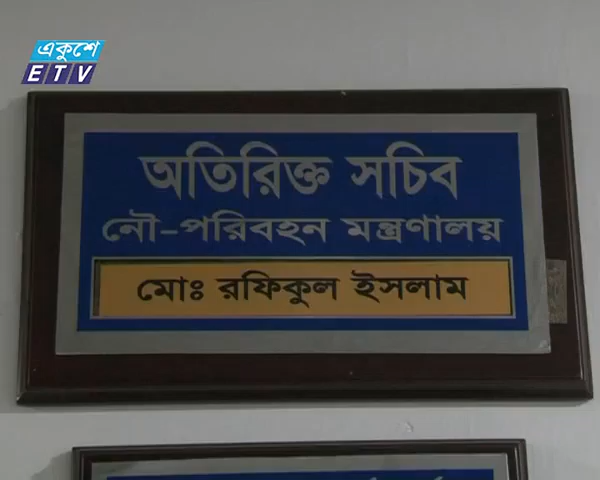 একুশে
ETV
অতিরিক্ত সচিব
নৌ-পরিবহন মন্ত্রণালয়
মোঃ রফিকুল ইসলাম